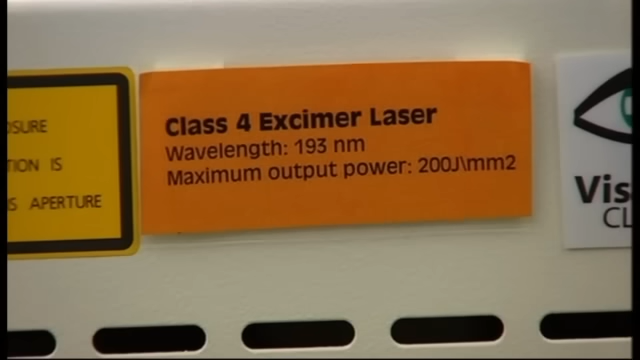 OSURE
TION IS
S APERTURE
Class 4 Excimer Laser
Wavelength: 193 nm
Maximum output power: 200J\mm2
Vis
CL